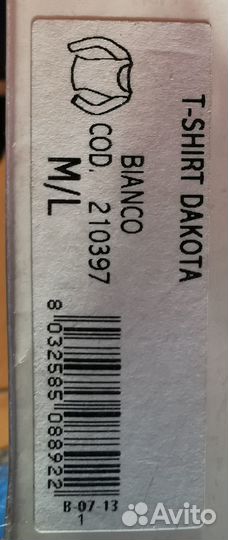 T-SHIRT DAKOTA
BIANCO
COD. 210397
M/L
8 032585 088922
B-07-13
1
Avito